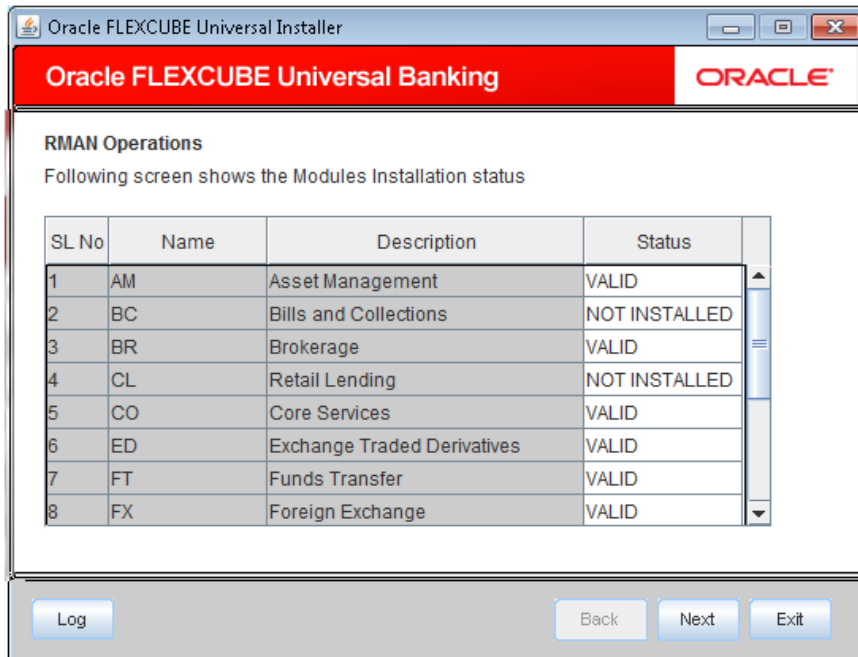 Oracle FLEXCUBE Universal Installer
Oracle FLEXCUBE Universal Banking
ORACLE
RMAN Operations
Following screen shows the Modules Installation status
SL No Name Description Status
1 AM Asset Management VALID
2 BC Bills and Collections NOT INSTALLED
3 BR Brokerage VALID
4 CL Retail Lending NOT INSTALLED
5 CO Core Services VALID
6 ED Exchange Traded Derivatives VALID
7 FT Funds Transfer VALID
8 FX Foreign Exchange VALID
Log Back Next Exit